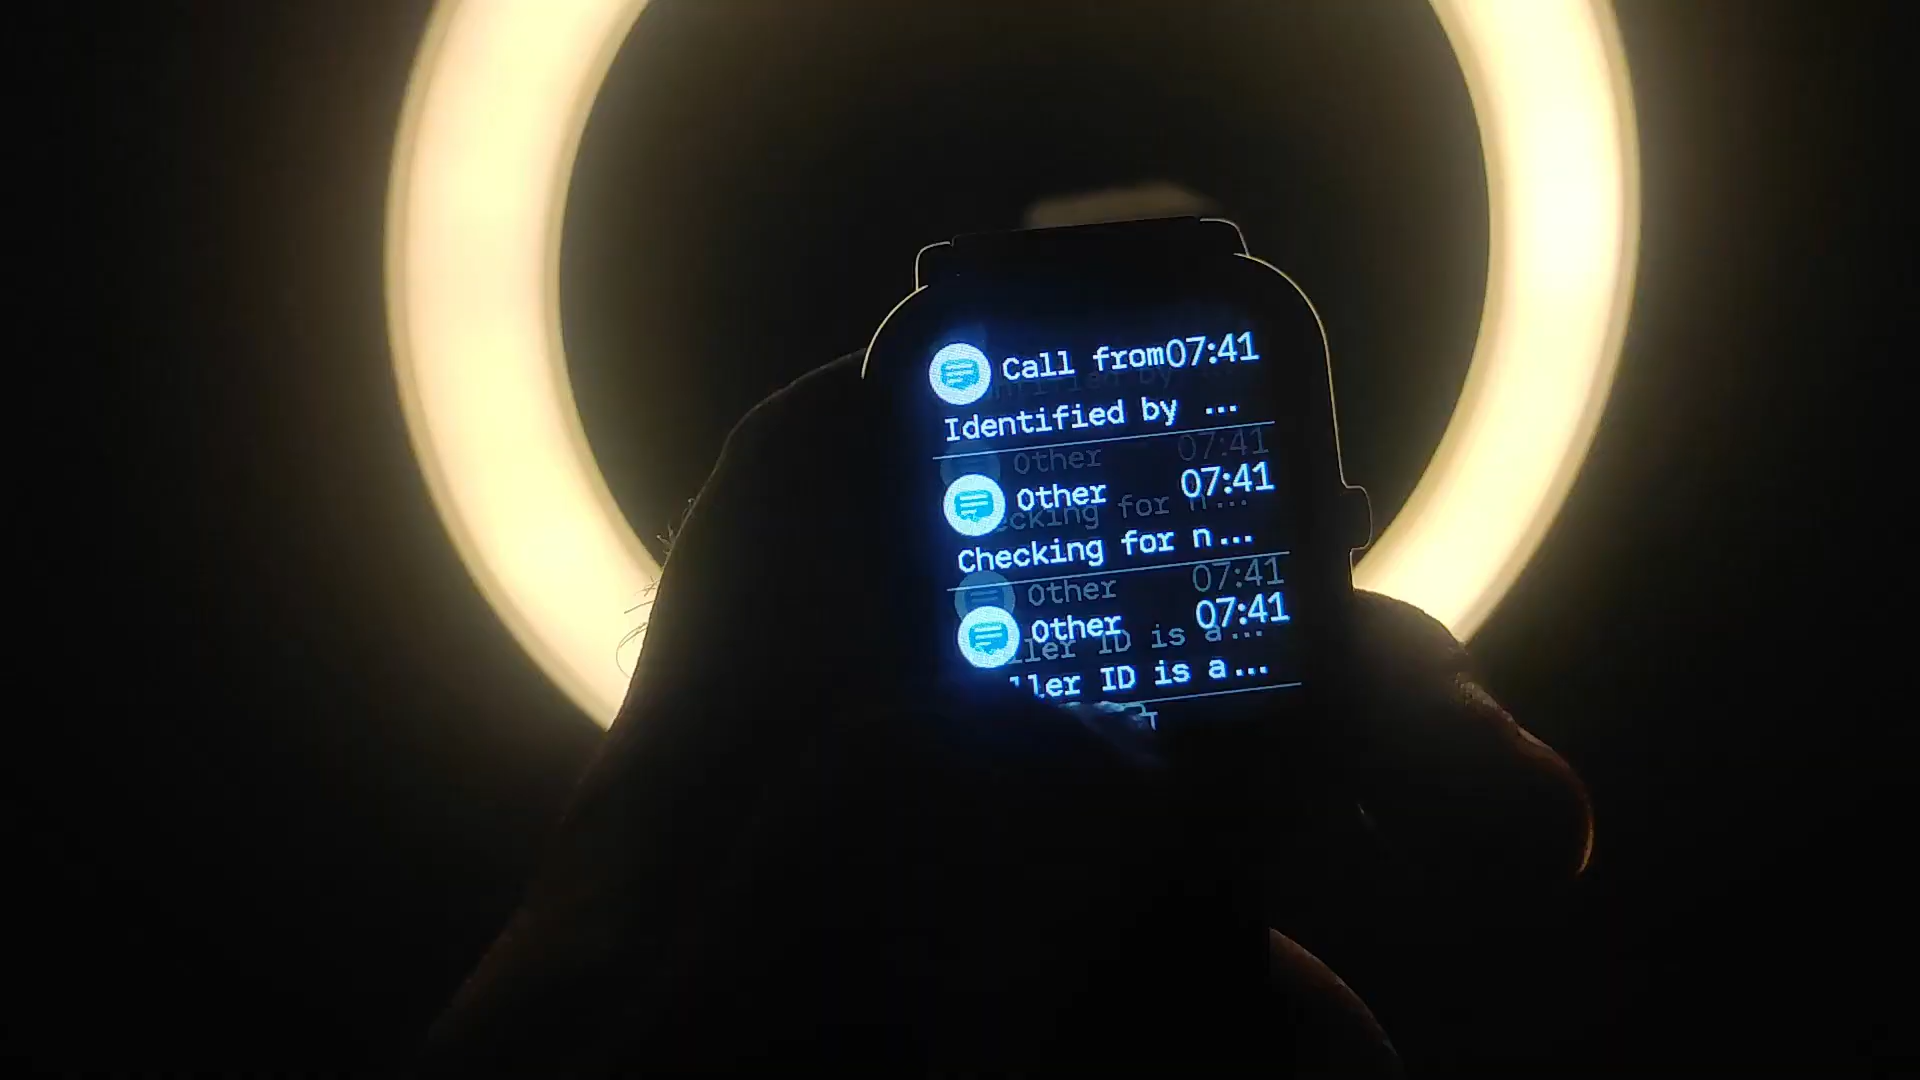 Call from07:41
Identified by ...
Other 07:41
Checking for n...
Other 07:41
ller ID is a...